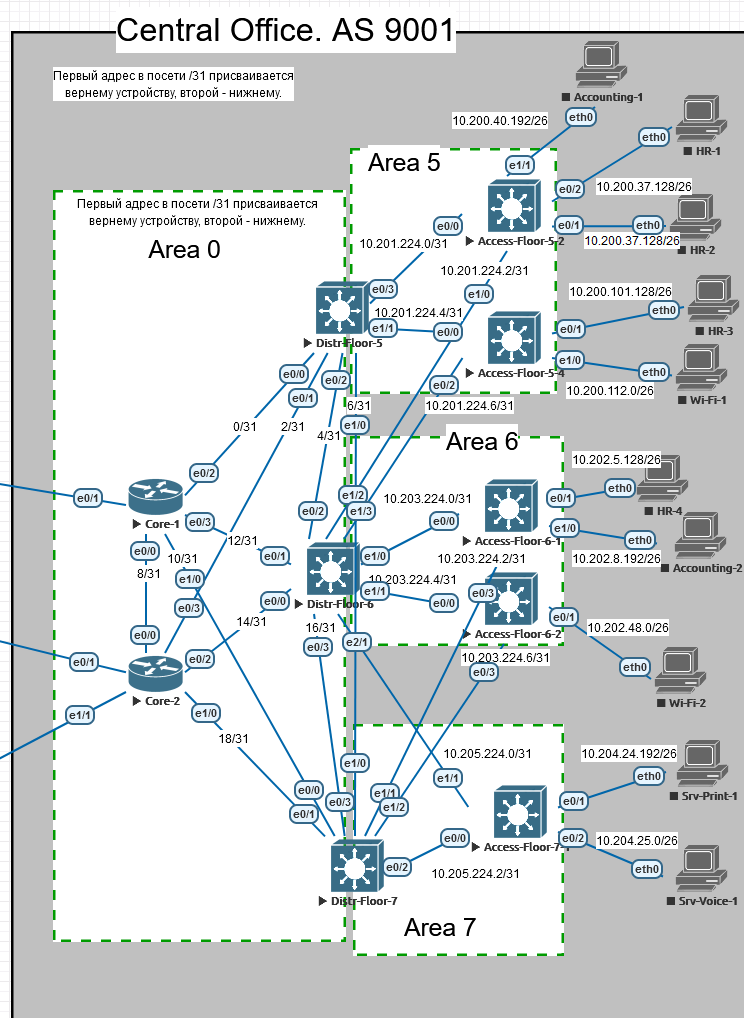 Central Office. AS 9001
Первый адрес в посети /31 присваивается
вернему устройству, второй - нижнему.
Accounting-1
eth0
10.200.40.192/26
e1/1
HR-1
eth0
e0/2
10.200.37.128/26
Area 5
Access-Floor-5-2
e0/0
e0/1
eth0
10.200.37.128/26
HR-2
10.201.224.0/31
10.201.224.2/31
e1/0
Первый адрес в посети /31 присваивается
вернему устройству, второй - нижнему.
Area 0
e0/3
10.201.224.4/31
e1/1
e0/0
Distr-Floor-5
10.200.101.128/26
eth0
HR-3
e0/1
e1/0
Access-Floor-5-4
eth0
10.200.112.0/26
Wi-Fi-1
e0/2
10.201.224.6/31
e0/0
e0/1
e0/2
6/31
e1/0
0/31
2/31
4/31
Area 6
e0/2
e0/1
Core-1
e0/3
e0/0
12/31
10/31
8/31
e1/0
e0/3
e0/2
e1/2
e1/3
e0/1
e1/0
Distr-Floor-6
e1/1
10.203.224.0/31
e0/0
Access-Floor-6-1
e0/1
10.202.5.128/26
eth0
HR-4
e1/0
eth0
10.202.8.192/26
Accounting-2
10.203.224.2/31
10.203.224.4/31
e0/0
e0/3
Access-Floor-6-2
e0/1
10.202.48.0/26
eth0
Wi-Fi-2
10.203.224.6/31
e0/3
e0/0
14/31
16/31
e0/3
e2/1
e0/0
e0/1
Core-2
e0/2
e1/1
e1/0
18/31
e0/0
e0/1
e0/3
e1/0
e1/1
e1/2
Distr-Floor-7
e0/2
10.205.224.0/31
e1/1
e0/0
Access-Floor-7-
10.205.224.2/31
e0/1
10.204.24.192/26
eth0
Srv-Print-1
e0/2
10.204.25.0/26
eth0
Srv-Voice-1
Area 7